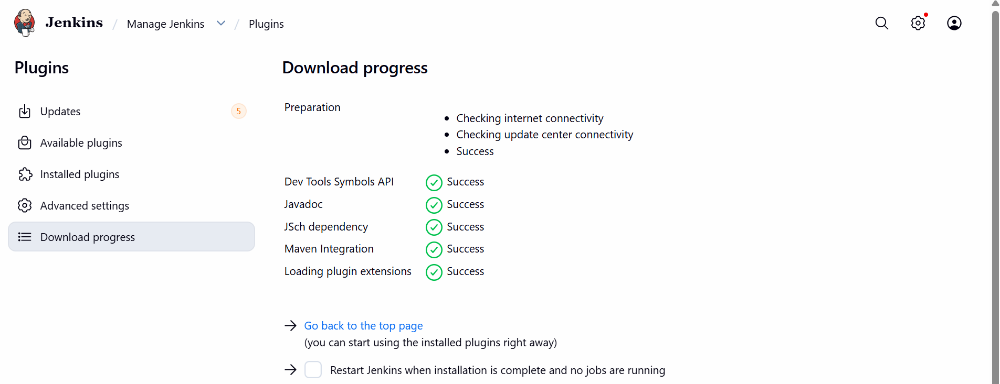 Jenkins / Manage Jenkins / Plugins
Plugins
Updates 5
Available plugins
Installed plugins
Advanced settings
Download progress
Download progress
Preparation
• Checking internet connectivity
• Checking update center connectivity
• Success
Dev Tools Symbols API Success
Javadoc Success
JSch dependency Success
Maven Integration Success
Loading plugin extensions Success
→ Go back to the top page
(you can start using the installed plugins right away)
→ Restart Jenkins when installation is complete and no jobs are running